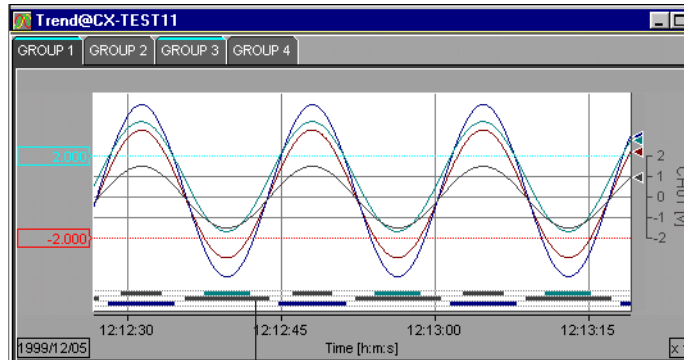 Trend@CX-TEST11
GROUP 1 GROUP 2 GROUP 3 GROUP 4
2.000
-2.000
2
1
0
-1
-2
CH01 [V]
12:12:30 12:12:45 12:13:00 12:13:15
1999/12/05 Time [h:m:s] x